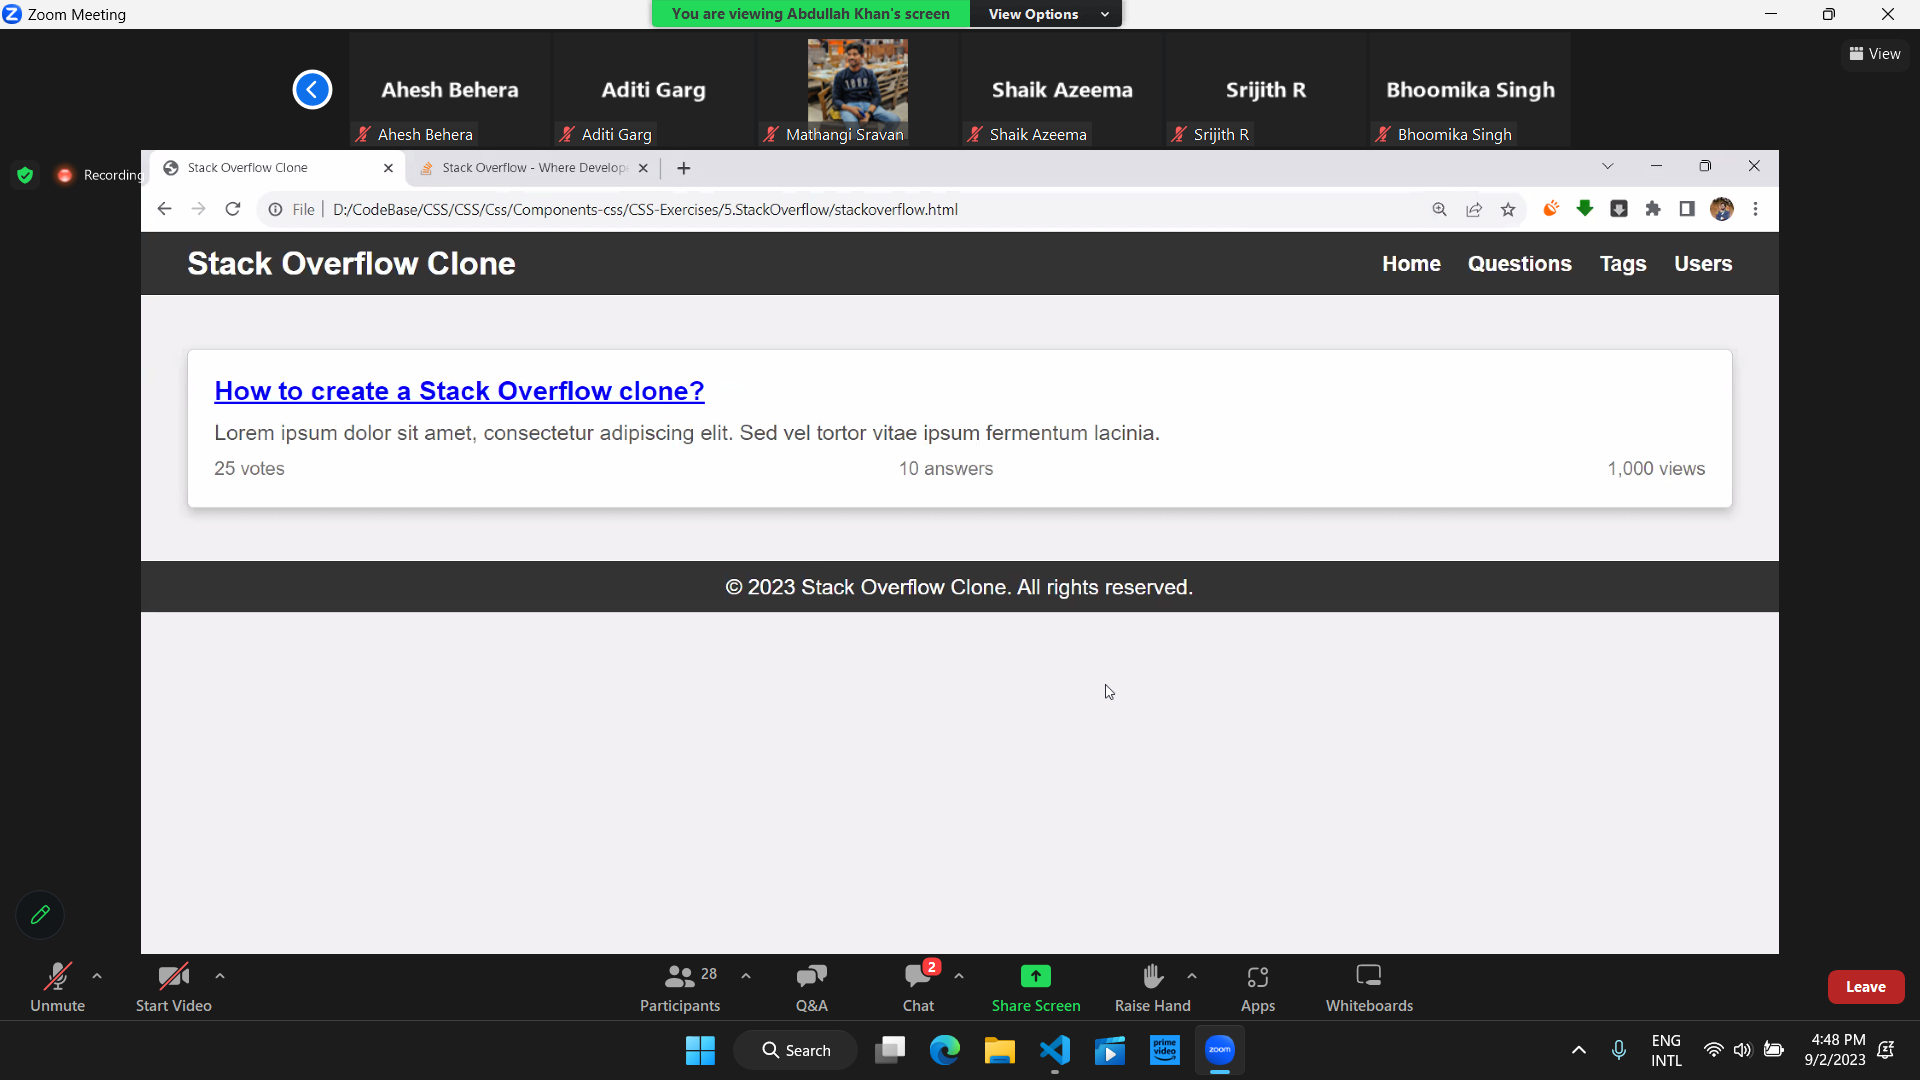 Zoom Meeting
You are viewing Abdullah Khan's screen
View Options
View
Ahesh Behera
Aditi Garg
Shaik Azeema
Srijith R
Bhoomika Singh
Ahesh Behera
Aditi Garg
Mathangi Sravan
Shaik Azeema
Srijith R
Bhoomika Singh
Recording
Stack Overflow Clone
Stack Overflow - Where Develop
File
D:/CodeBase/CSS/CSS/Css/Components-css/CSS-Exercises/5.StackOverflow/stackoverflow.html
Stack Overflow Clone
Home Questions Tags Users
How to create a Stack Overflow clone?
Lorem ipsum dolor sit amet, consectetur adipiscing elit. Sed vel tortor vitae ipsum fermentum lacinia.
25 votes 10 answers 1,000 views
© 2023 Stack Overflow Clone. All rights reserved.
28
2
Unmute
Start Video
Participants
Q&A
Chat
Share Screen
Raise Hand
Apps
Whiteboards
Leave
Search
prime video
zoom
ENG
INTL
4:48 PM
9/2/2023